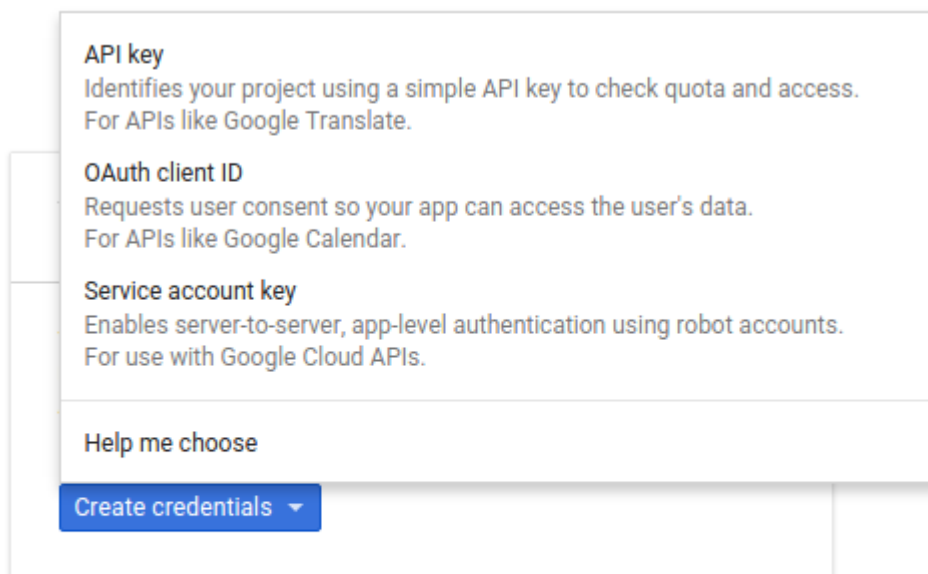 API key
Identifies your project using a simple API key to check quota and access.
For APIs like Google Translate.
OAuth client ID
Requests user consent so your app can access the user's data.
For APIs like Google Calendar.
Service account key
Enables server-to-server, app-level authentication using robot accounts.
For use with Google Cloud APIs.
Help me choose
Create credentials